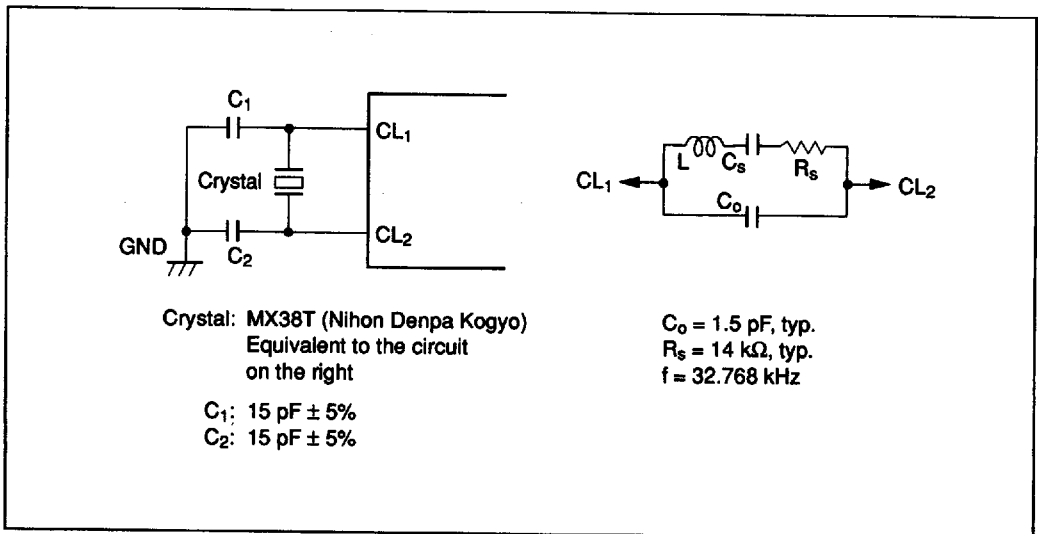 C1
CL1
Crystal
CL2
GND
C2
L
Cs
Rs
CL1
CL2
Co
Crystal: MX38T (Nihon Denpa Kogyo)
Equivalent to the circuit
on the right
C1: 15 pF ± 5%
C2: 15 pF ± 5%
Co = 1.5 pF, typ.
Rs = 14 kΩ, typ.
f = 32.768 kHz